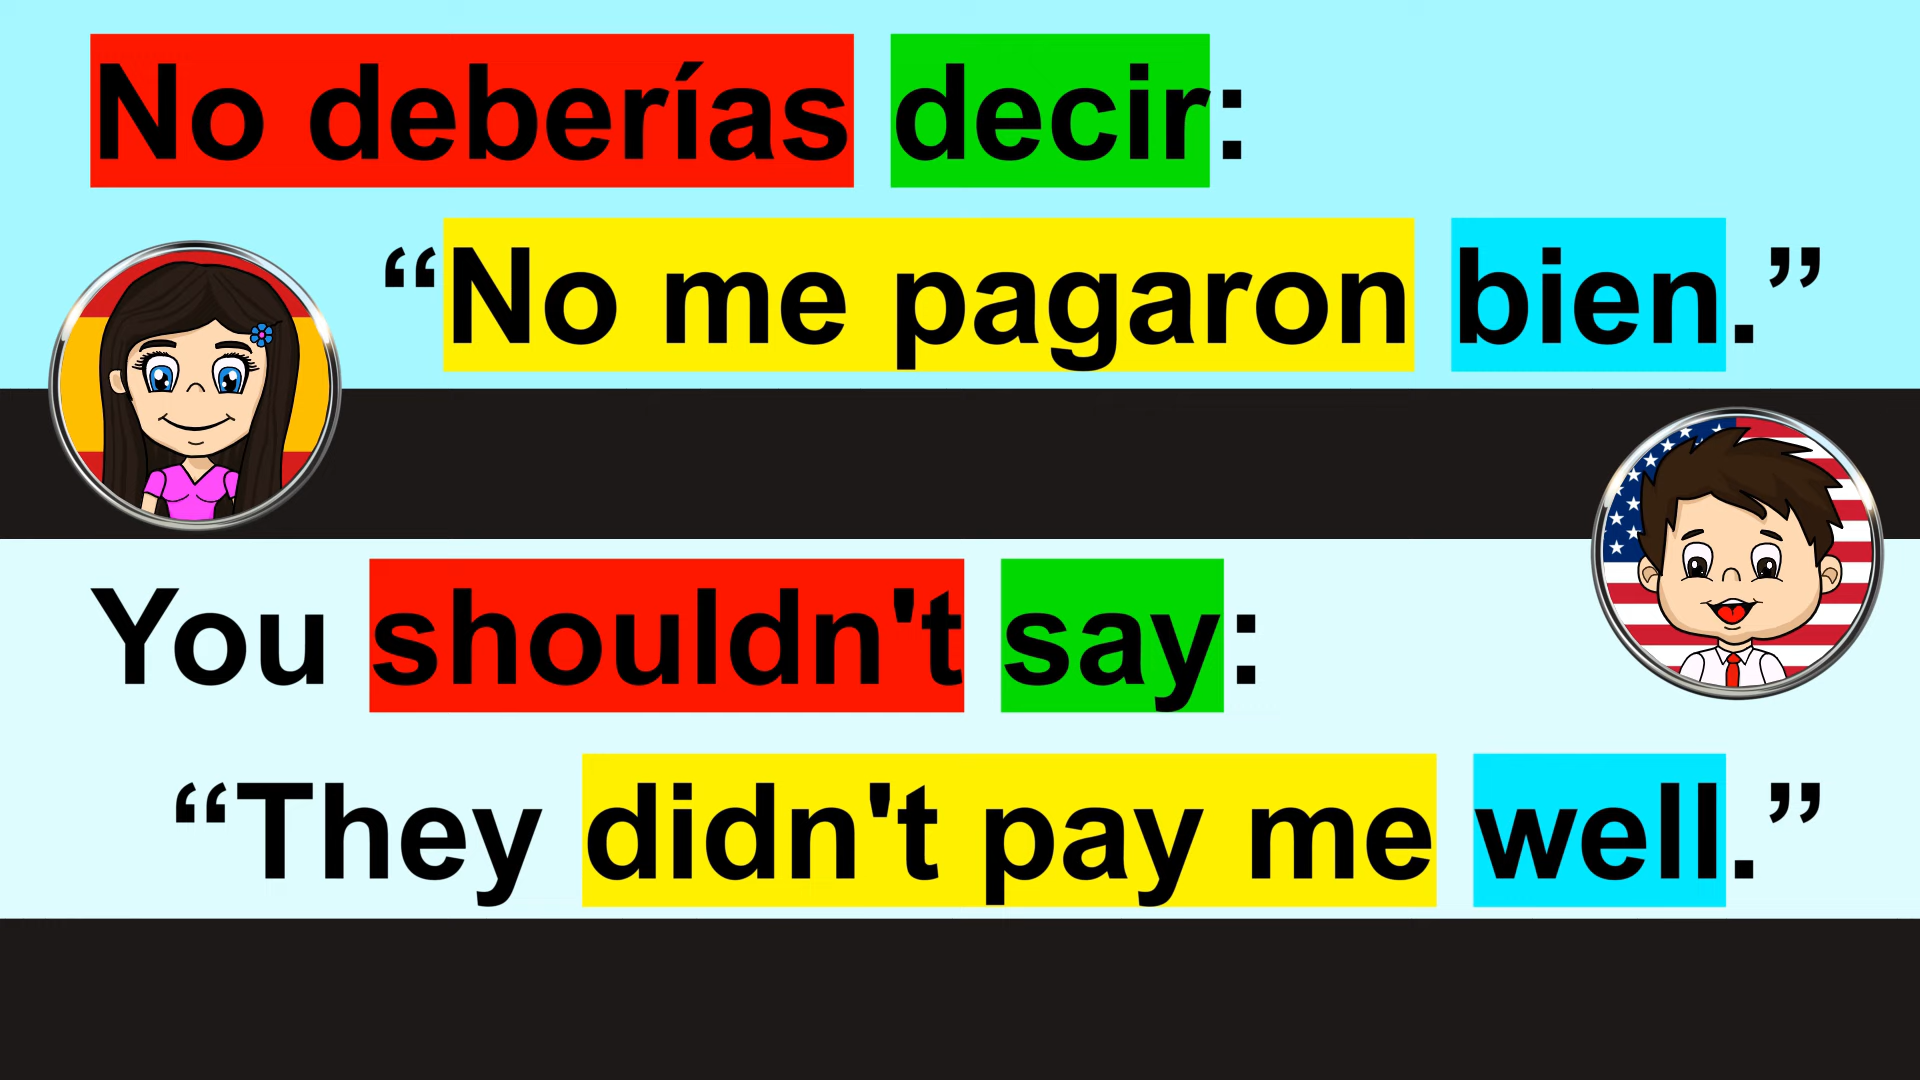 No deberías decir:
“No me pagaron bien.”
You shouldn't say:
“They didn't pay me well.”